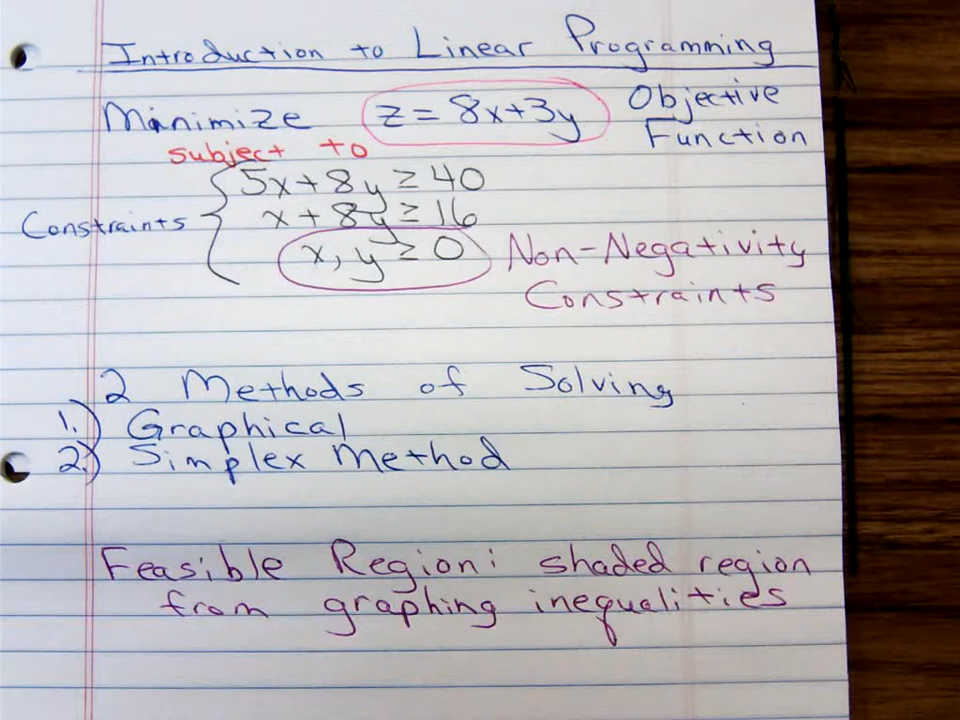 Introduction to Linear Programming
Minimize z = 8x+3y Objective Function
subject to
5x+8y ≥ 40
Constraints x+8y ≥ 16
x, y ≥ 0 Non-Negativity Constraints
2 Methods of Solving
1.) Graphical
2.) Simplex Method
Feasible Region: shaded region
from graphing inequalities